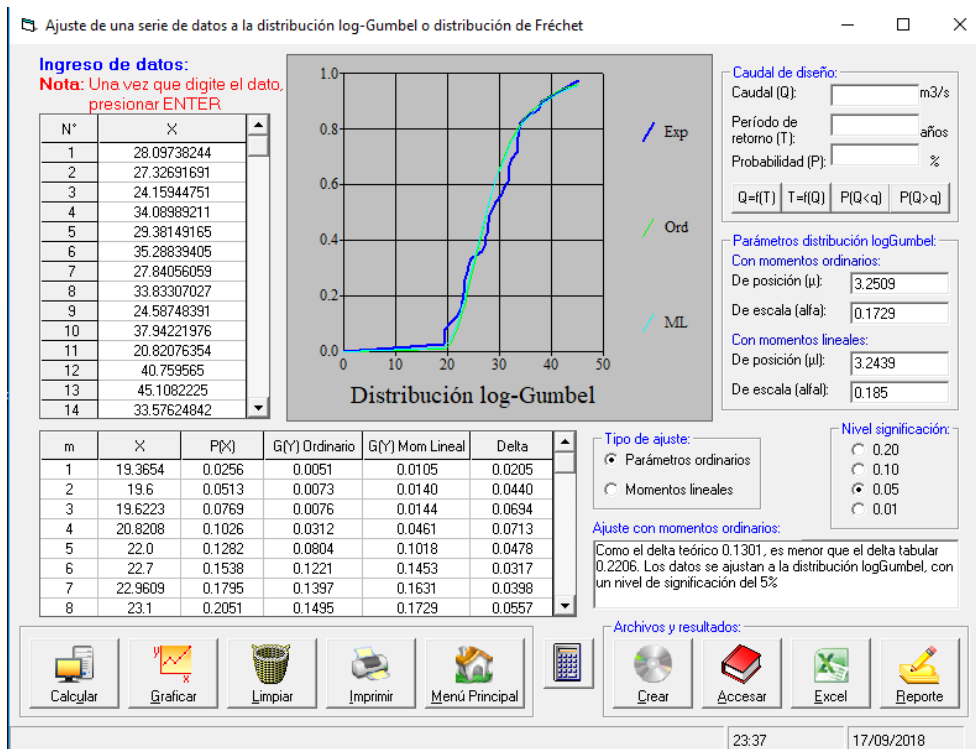 Ajuste de una serie de datos a la distribución log-Gumbel o distribución de Fréchet
Ingreso de datos:
Nota: Una vez que digite el dato,
presionar ENTER
N° X
1 28.09738244
2 27.32691691
3 24.15944751
4 34.08989211
5 29.38149165
6 35.28839405
7 27.84056059
8 33.83307027
9 24.58748391
10 37.94221976
11 20.82076354
12 40.759565
13 45.1082225
14 33.57624842
1.0
0.8
0.6
0.4
0.2
0.0
0 10 20 30 40 50
Exp
Ord
ML
Distribución log-Gumbel
Caudal de diseño:
Caudal (Q): m3/s
Período de
retorno (T): años
Probabilidad (P): %
Q=f(T) T=f(Q) P(Q<q) P(Q>q)
Parámetros distribución logGumbel:
Con momentos ordinarios:
De posición (µ): 3.2509
De escala (alfa): 0.1729
Con momentos lineales:
De posición (µl): 3.2439
De escala (alfal): 0.185
m X P(X) G(Y) Ordinario G(Y) Mom Lineal Delta
1 19.3654 0.0256 0.0051 0.0105 0.0205
2 19.6 0.0513 0.0073 0.0140 0.0440
3 19.6223 0.0769 0.0076 0.0144 0.0694
4 20.8208 0.1026 0.0312 0.0461 0.0713
5 22.0 0.1282 0.0804 0.1018 0.0478
6 22.7 0.1538 0.1221 0.1453 0.0317
7 22.9609 0.1795 0.1397 0.1631 0.0398
8 23.1 0.2051 0.1495 0.1729 0.0557
Tipo de ajuste:
Parámetros ordinarios
Momentos lineales
Nivel significación:
0.20
0.10
0.05
0.01
Ajuste con momentos ordinarios:
Como el delta teórico 0.1301, es menor que el delta tabular
0.2206. Los datos se ajustan a la distribución logGumbel, con
un nivel de significación del 5%
Calcular Graficar Limpiar Imprimir Menú Principal
Archivos y resultados:
Crear Accesar Excel Reporte
23:37 17/09/2018